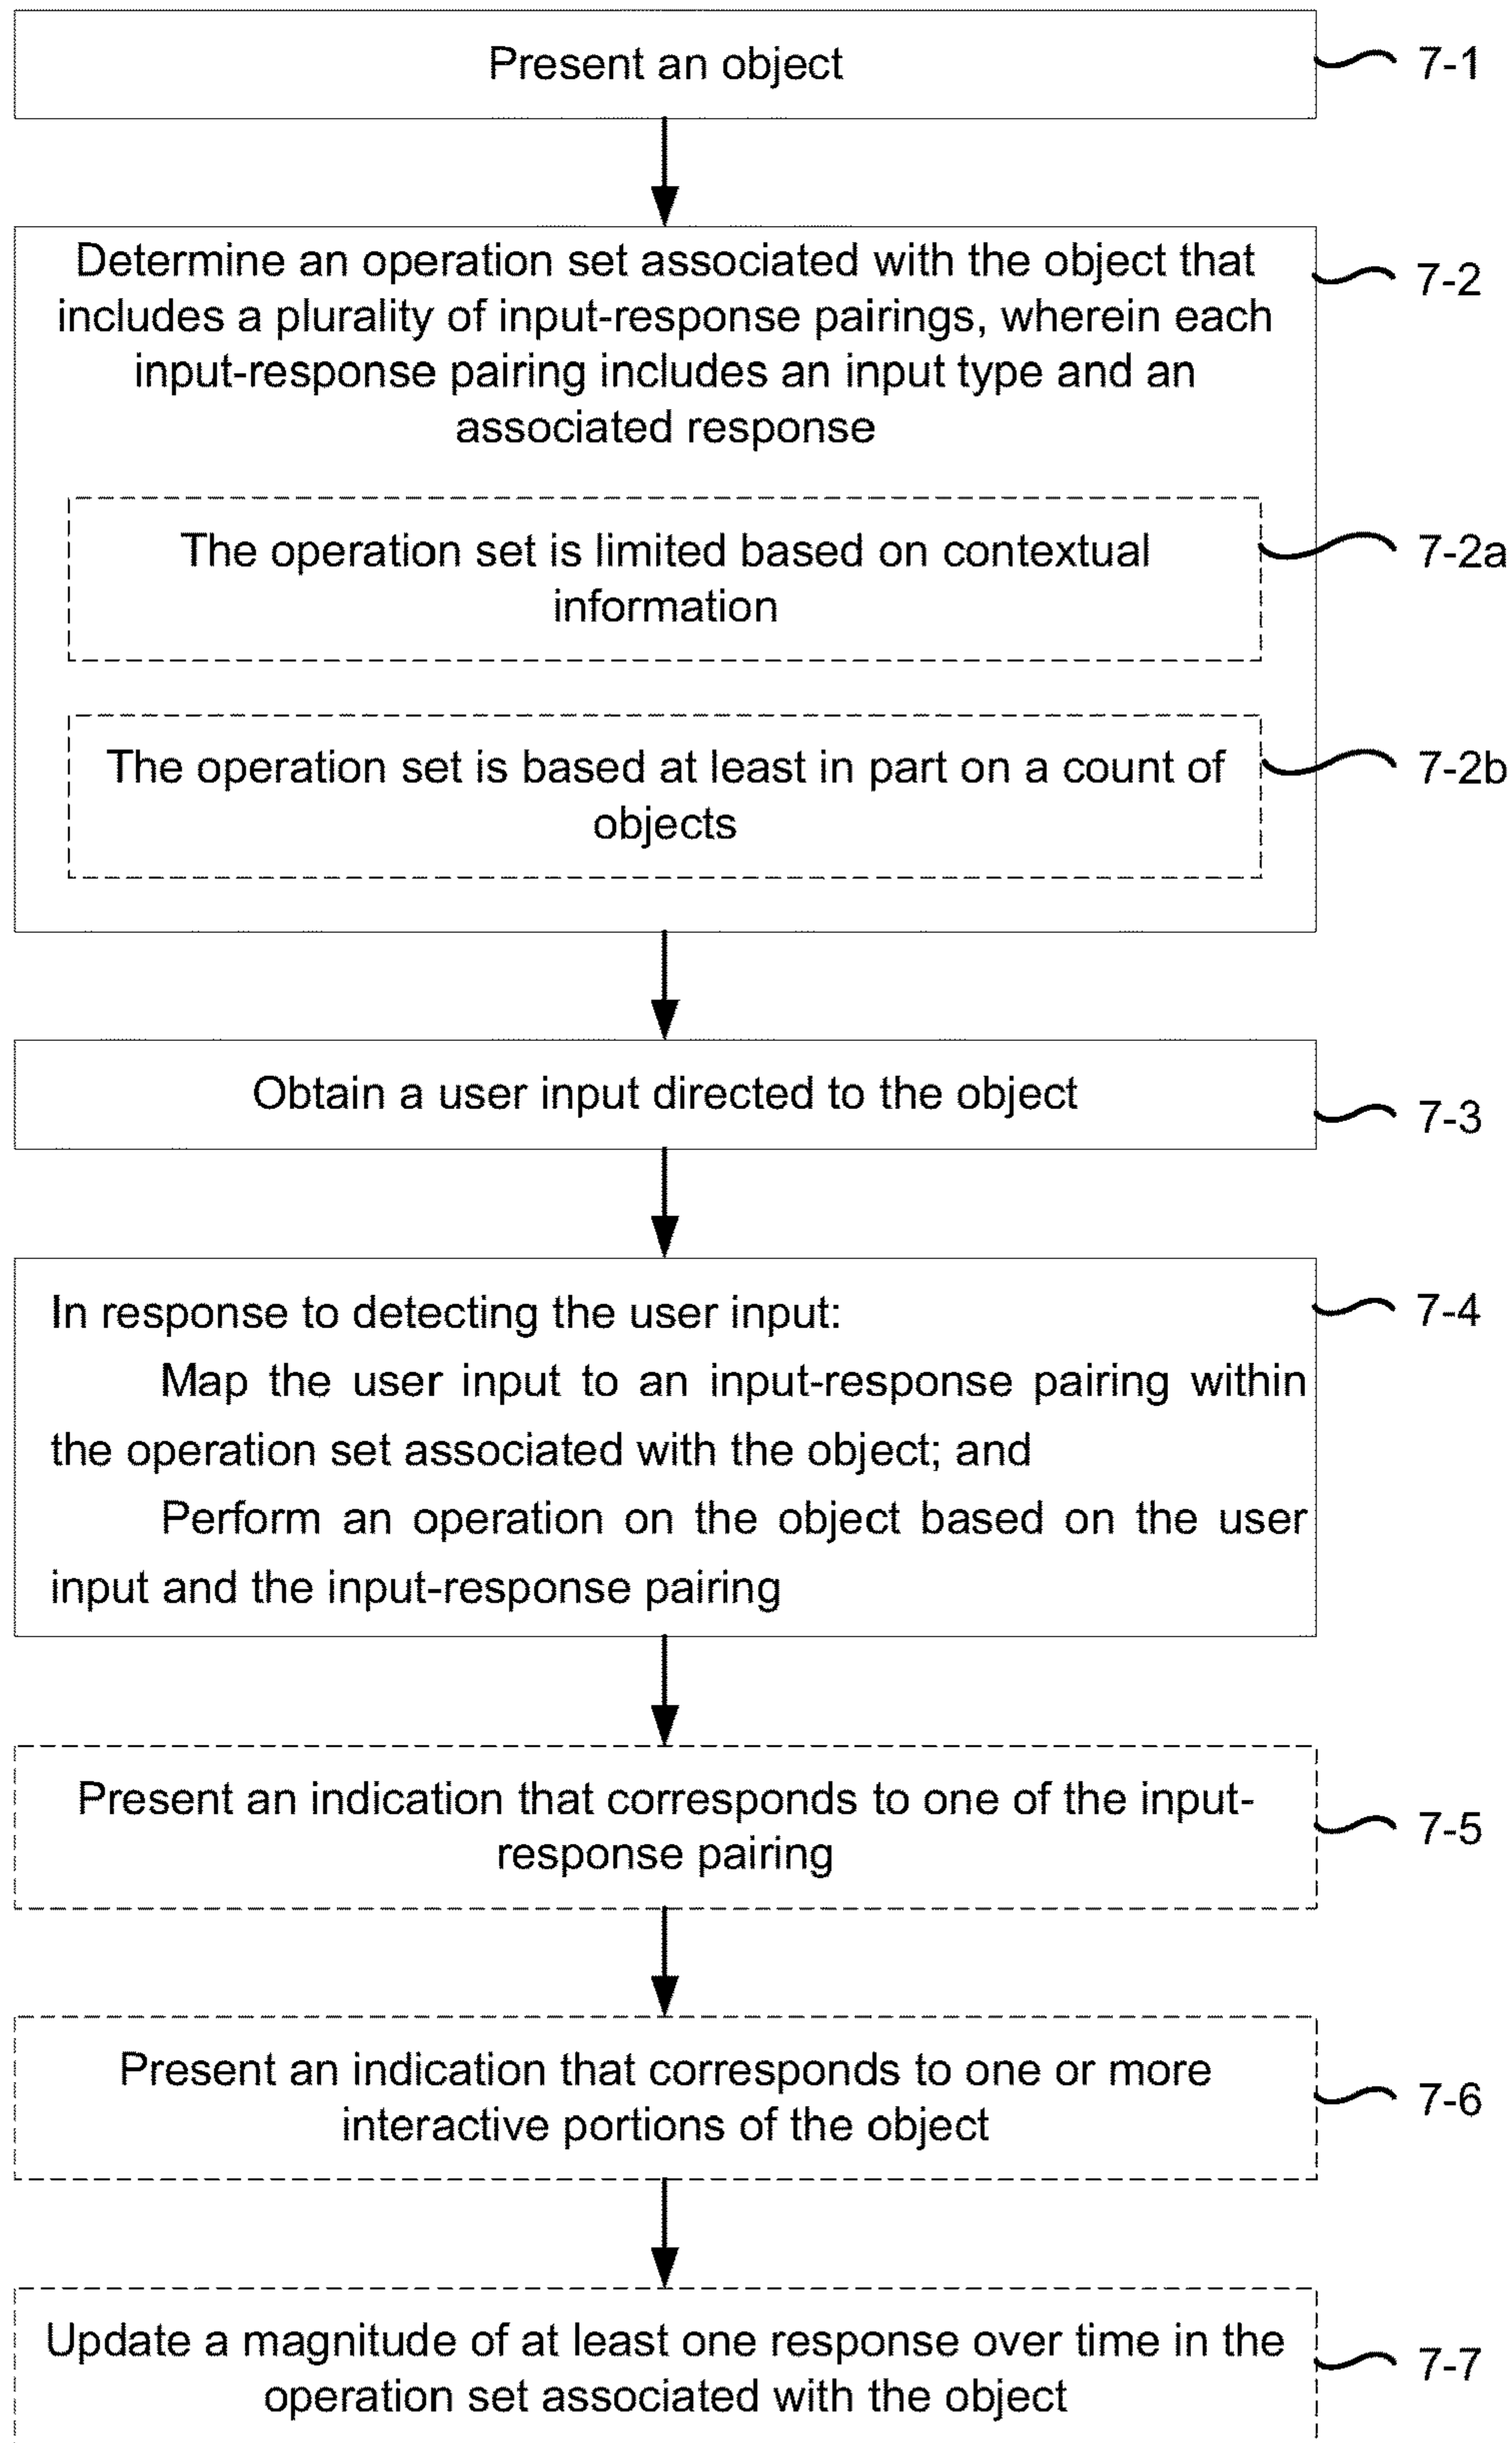 Present an object
7-1
Determine an operation set associated with the object that
7-2
includes a plurality of input-response pairings, wherein each
input-response pairing includes an input type and an
associated response
The operation set is limited based on contextual
7-2a
information
The operation set is based at least in part on a count of
7-2b
objects
Obtain a user input directed to the object
7-3
In response to detecting the user input:
7-4
Map the user input to an input-response pairing within
the operation set associated with the object; and
Perform an operation on the object based on the user
input and the input-response pairing
Present an indication that corresponds to one of the input-
7-5
response pairing
Present an indication that corresponds to one or more
7-6
interactive portions of the object
Update a magnitude of at least one response over time in the
7-7
operation set associated with the object